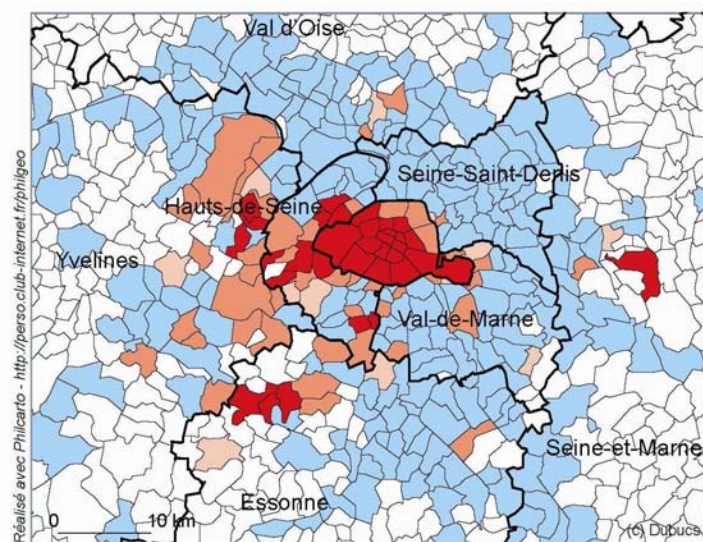 Val d'Oise
Seine-Saint-Denis
Hauts-de-Seine
Yvelines
Val-de-Marne
Seine-et-Marne
Essonne
0 10 km
(c) Dubucs.
Réalisé avec Philcarto - http://perso.club-internet.fr/philgeo